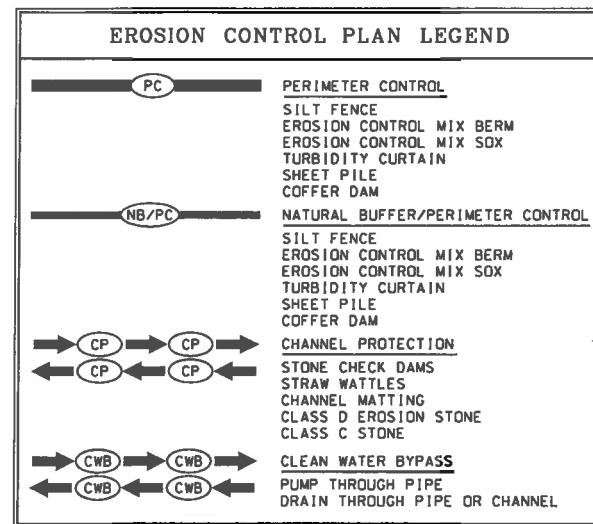 EROSION CONTROL PLAN LEGEND
PC PERIMETER CONTROL
SILT FENCE
EROSION CONTROL MIX BERM
EROSION CONTROL MIX SOX
TURBIDITY CURTAIN
SHEET PILE
COFFER DAM
NB/PC NATURAL BUFFER/PERIMETER CONTROL
SILT FENCE
EROSION CONTROL MIX BERM
EROSION CONTROL MIX SOX
TURBIDITY CURTAIN
SHEET PILE
COFFER DAM
CP CP CHANNEL PROTECTION
CP CP STONE CHECK DAMS
STRAW WATTLES
CHANNEL MATTING
CLASS D EROSION STONE
CLASS C STONE
CWB CWB CLEAN WATER BYPASS
CWB CWB PUMP THROUGH PIPE
DRAIN THROUGH PIPE OR CHANNEL